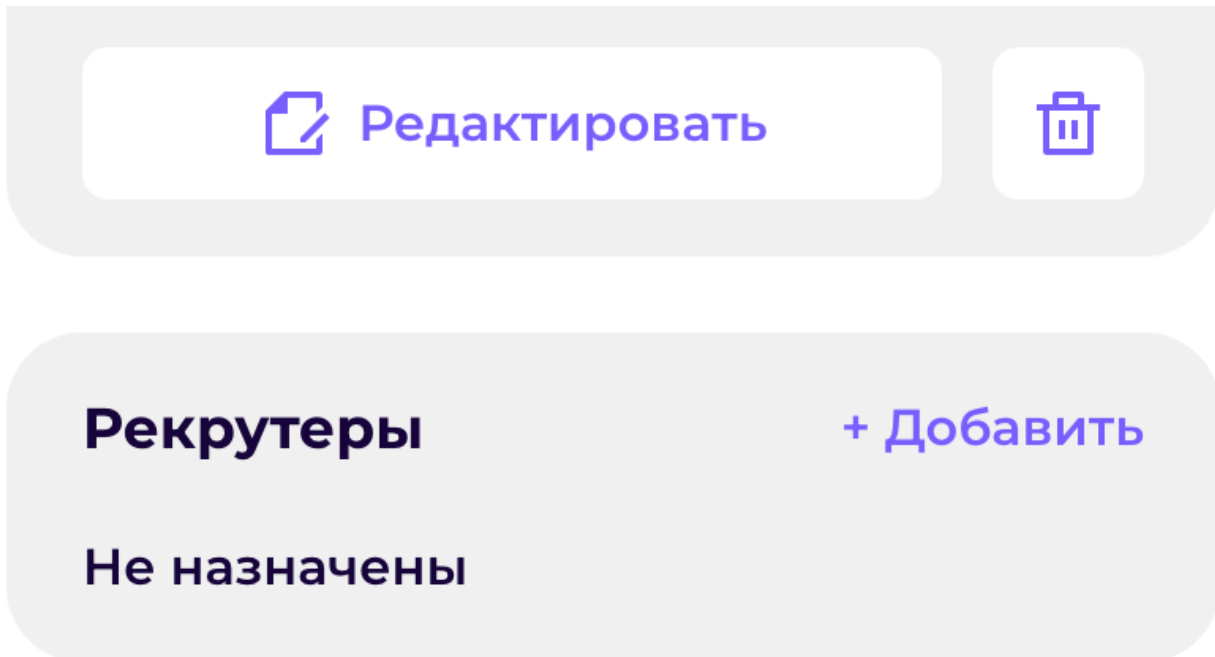 Редактировать
Рекрутеры
+ Добавить
Не назначены